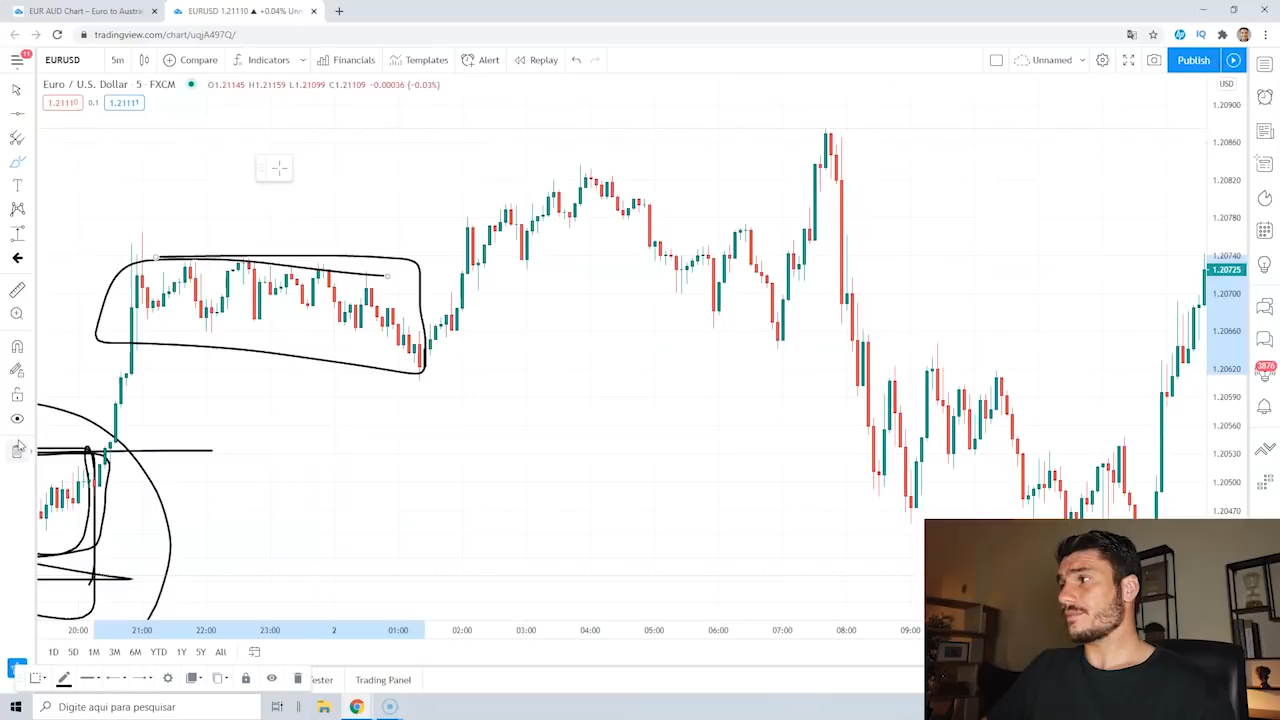 EUR AUD Chart – Euro to Austral
EURUSD 1.21110 ▲ +0.04% Unn
tradingview.com/chart/uqjA497Q/
11
EURUSD 5m Compare Indicators Financials Templates Alert Replay Unnamed Publish
Euro / U.S. Dollar · 5 · FXCM O1.21145 H1.21159 L1.21099 C1.21109 -0.00036 (-0.03%)
1.21110 0.1 1.21111
USD
1.20900
1.20860
1.20820
1.20780
1.20740
1.20725
1.20700
1.20660
1.20620
1.20590
1.20560
1.20530
1.20500
1.20470
3876
20:00 21:00 22:00 23:00 2 01:00 02:00 03:00 04:00 05:00 06:00 07:00 08:00 09:00
1D 5D 1M 3M 6M YTD 1Y 5Y All
Tester Trading Panel
Digite aqui para pesquisar